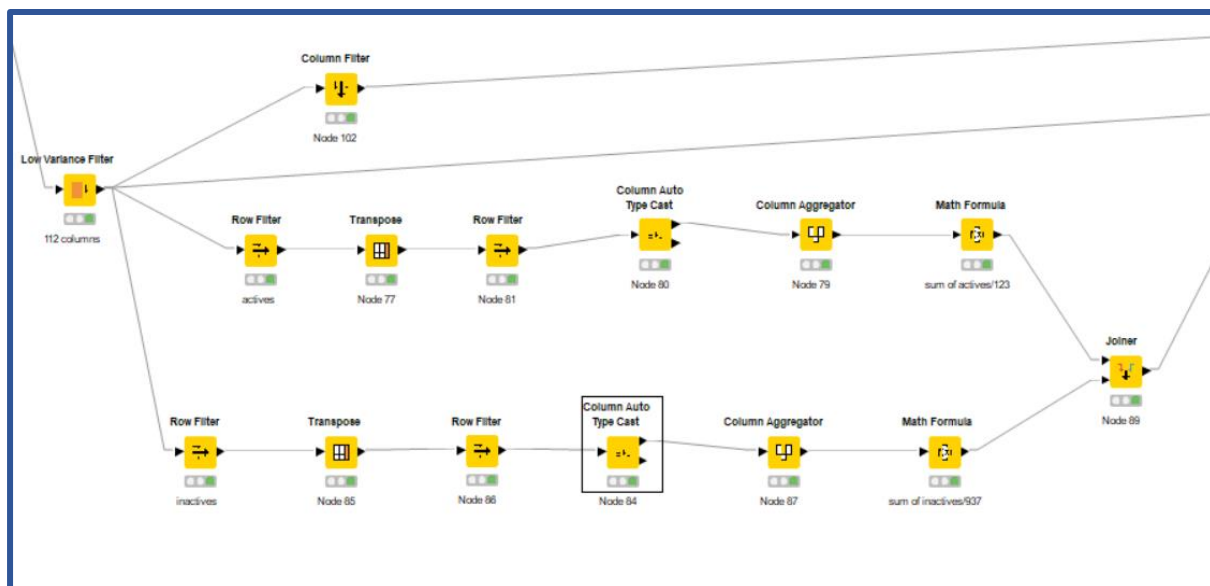 Column Filter
Node 102
Low Variance Filter
112 columns
Row Filter
actives
Transpose
Node 77
Row Filter
Node 81
Column Auto
Type Cast
Node 80
Column Aggregator
Node 79
Math Formula
sum of actives/123
Joiner
Node 89
Row Filter
inactives
Transpose
Node 85
Row Filter
Node 86
Column Auto
Type Cast
Node 84
Column Aggregator
Node 87
Math Formula
sum of inactives/937